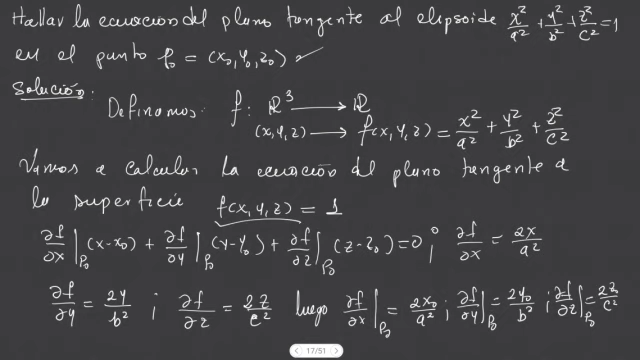 Hallar la ecuación del plano tangente al elipsoide x²/a² + y²/b² + z²/c² = 1
en el punto P₀ = (x₀, y₀, z₀) ✓
Solución:
Definamos: f: ℝ³ ⟶ ℝ
(x,y,z) ⟶ f(x,y,z) = x²/a² + y²/b² + z²/c²
Vamos a calcular la ecuación del plano tangente a
la superficie f(x,y,z) = 1
∂f/∂x|P₀ (x-x₀) + ∂f/∂y|P₀ (y-y₀) + ∂f/∂z|P₀ (z-z₀) = 0 ; ∂f/∂x = 2x/a²
∂f/∂y = 2y/b² ; ∂f/∂z = 2z/c² luego ∂f/∂x|P₀ = 2x₀/a² ; ∂f/∂y|P₀ = 2y₀/b² ; ∂f/∂z|P₀ = 2z/c²
17/51